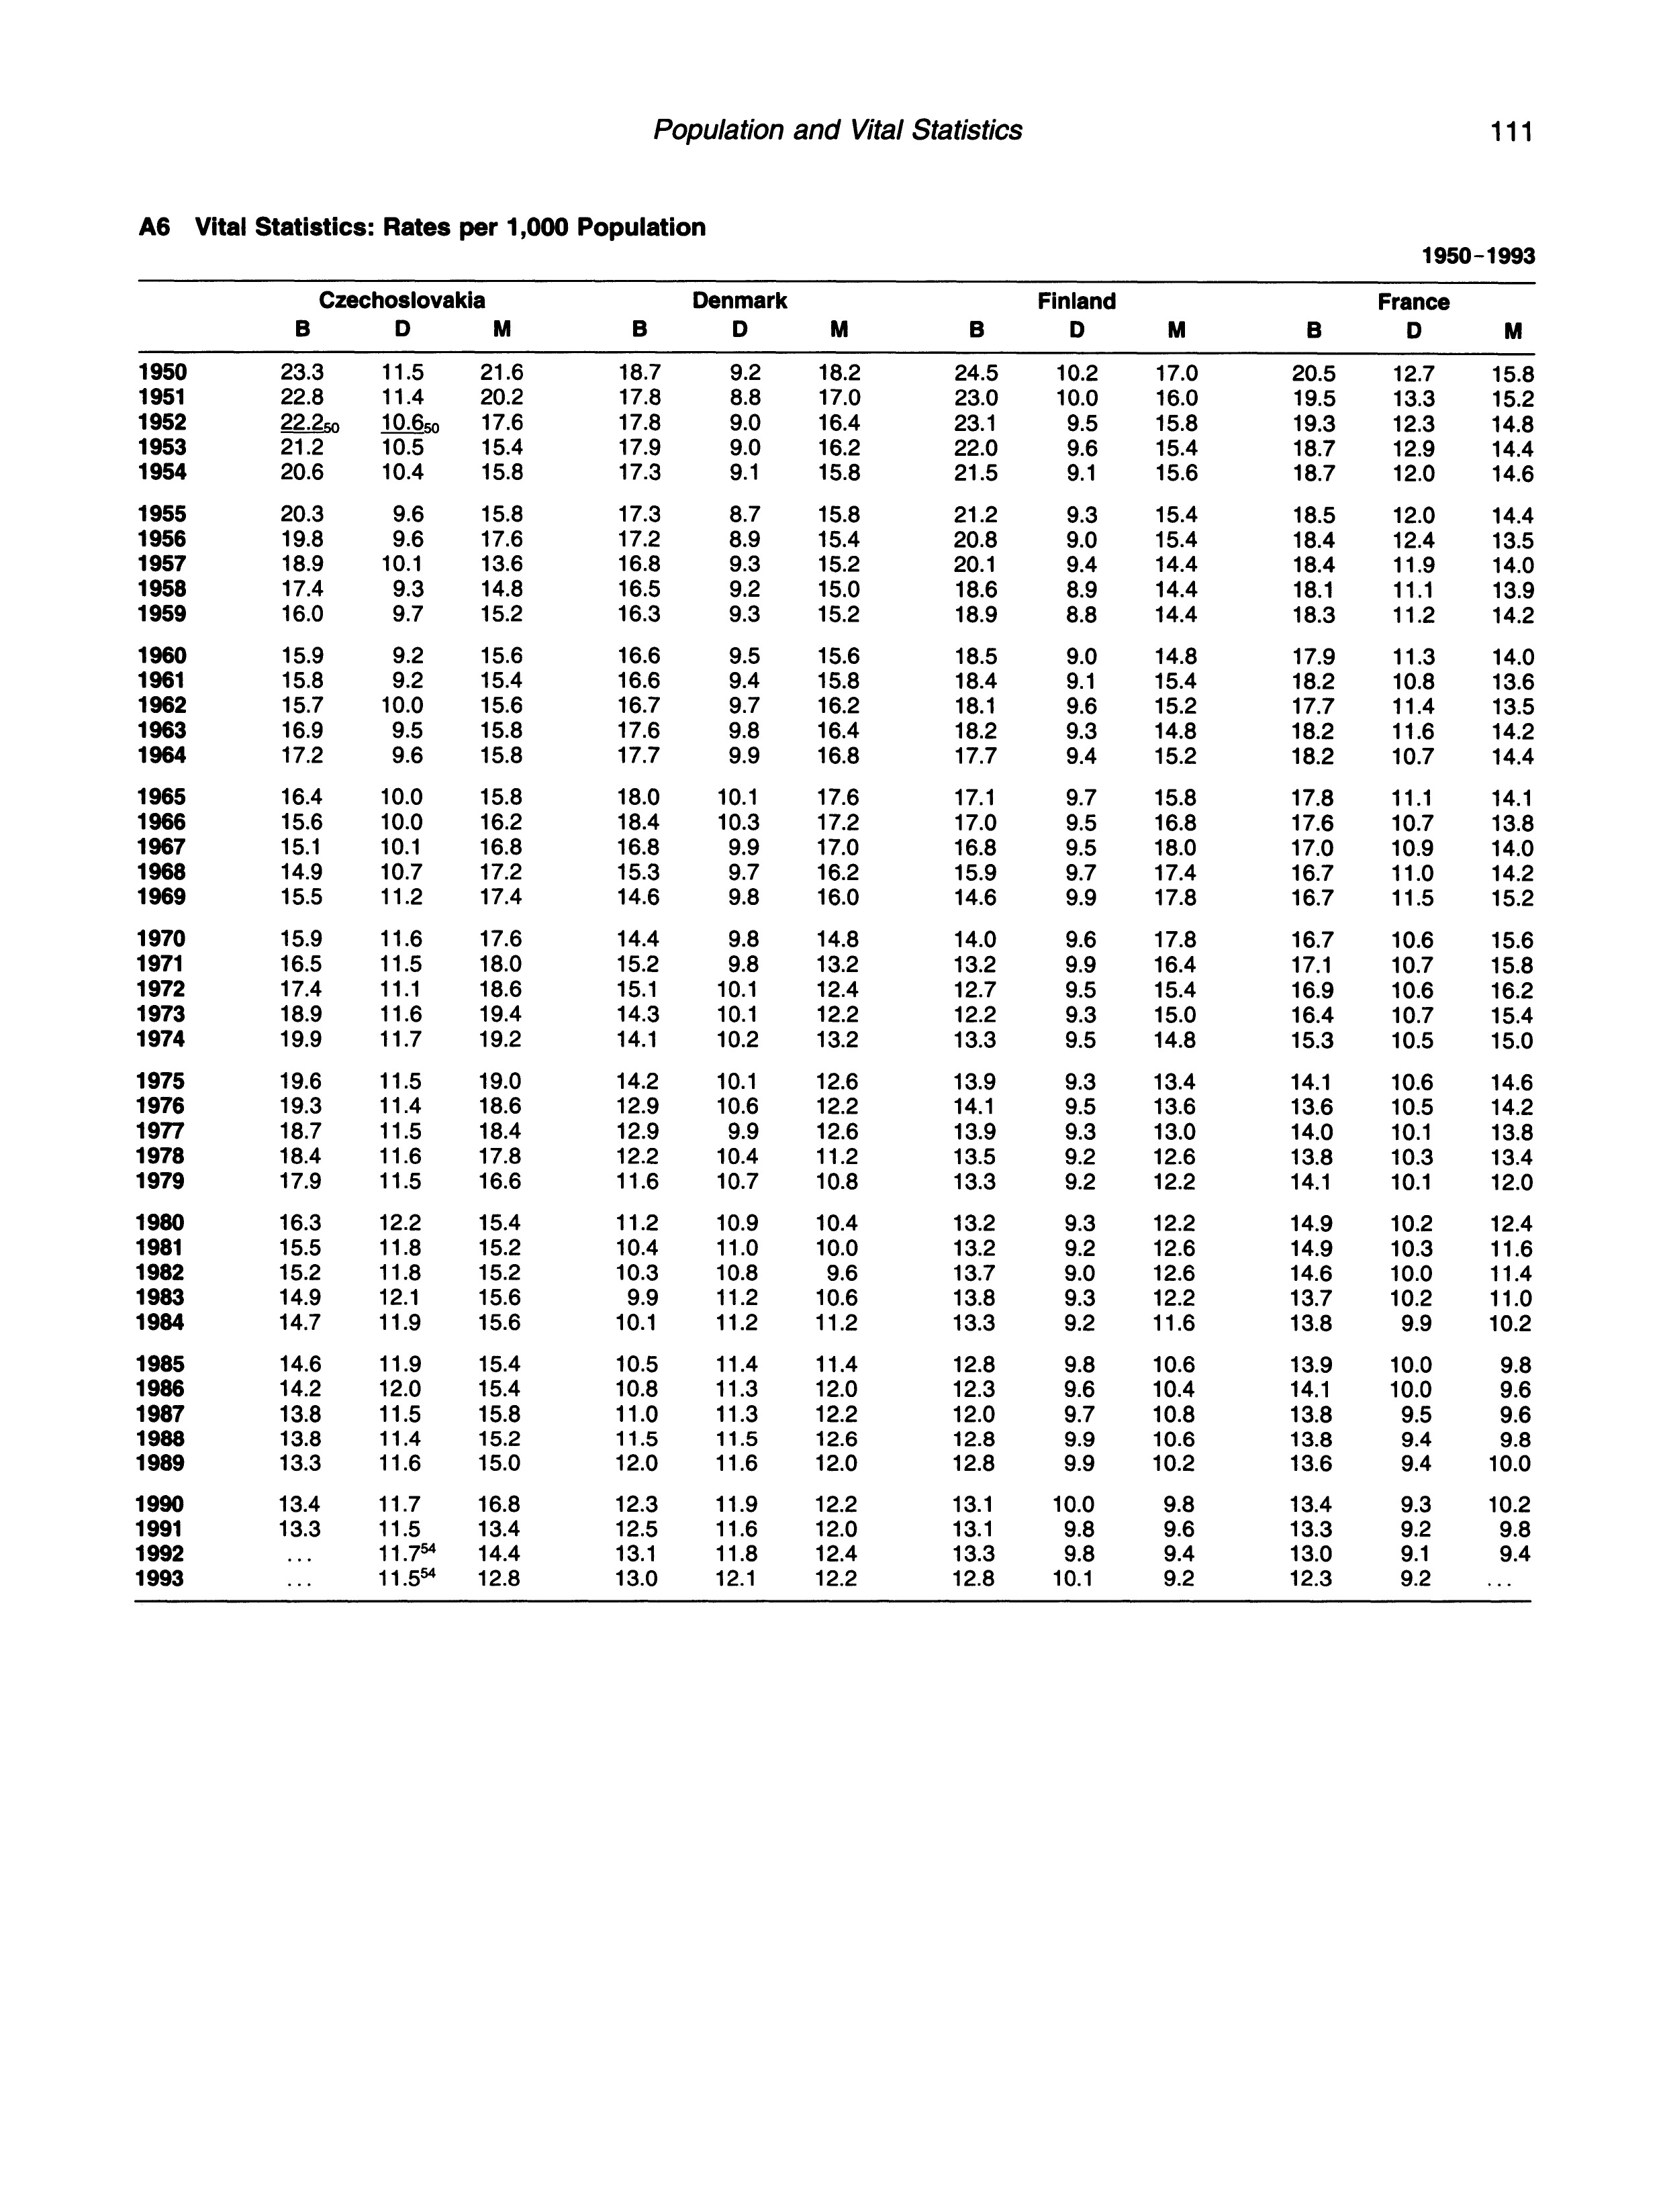 Population and Vital Statistics 111
A6 Vital Statistics: Rates per 1,000 Population
1950-1993
Czechoslovakia Denmark Finland France
B D M B D M B D M B D M
1950 23.3 11.5 21.6 18.7 9.2 18.2 24.5 10.2 17.0 20.5 12.7 15.8
1951 22.8 11.4 20.2 17.8 8.8 17.0 23.0 10.0 16.0 19.5 13.3 15.2
1952 22.2₅₀ 10.6₅₀ 17.6 17.8 9.0 16.4 23.1 9.5 15.8 19.3 12.3 14.8
1953 21.2 10.5 15.4 17.9 9.0 16.2 22.0 9.6 15.4 18.7 12.9 14.4
1954 20.6 10.4 15.8 17.3 9.1 15.8 21.5 9.1 15.6 18.7 12.0 14.6
1955 20.3 9.6 15.8 17.3 8.7 15.8 21.2 9.3 15.4 18.5 12.0 14.4
1956 19.8 9.6 17.6 17.2 8.9 15.4 20.8 9.0 15.4 18.4 12.4 13.5
1957 18.9 10.1 13.6 16.8 9.3 15.2 20.1 9.4 14.4 18.4 11.9 14.0
1958 17.4 9.3 14.8 16.5 9.2 15.0 18.6 8.9 14.4 18.1 11.1 13.9
1959 16.0 9.7 15.2 16.3 9.3 15.2 18.9 8.8 14.4 18.3 11.2 14.2
1960 15.9 9.2 15.6 16.6 9.5 15.6 18.5 9.0 14.8 17.9 11.3 14.0
1961 15.8 9.2 15.4 16.6 9.4 15.8 18.4 9.1 15.4 18.2 10.8 13.6
1962 15.7 10.0 15.6 16.7 9.7 16.2 18.1 9.6 15.2 17.7 11.4 13.5
1963 16.9 9.5 15.8 17.6 9.8 16.4 18.2 9.3 14.8 18.2 11.6 14.2
1964 17.2 9.6 15.8 17.7 9.9 16.8 17.7 9.4 15.2 18.2 10.7 14.4
1965 16.4 10.0 15.8 18.0 10.1 17.6 17.1 9.7 15.8 17.8 11.1 14.1
1966 15.6 10.0 16.2 18.4 10.3 17.2 17.0 9.5 16.8 17.6 10.7 13.8
1967 15.1 10.1 16.8 16.8 9.9 17.0 16.8 9.5 18.0 17.0 10.9 14.0
1968 14.9 10.7 17.2 15.3 9.7 16.2 15.9 9.7 17.4 16.7 11.0 14.2
1969 15.5 11.2 17.4 14.6 9.8 16.0 14.6 9.9 17.8 16.7 11.5 15.2
1970 15.9 11.6 17.6 14.4 9.8 14.8 14.0 9.6 17.8 16.7 10.6 15.6
1971 16.5 11.5 18.0 15.2 9.8 13.2 13.2 9.9 16.4 17.1 10.7 15.8
1972 17.4 11.1 18.6 15.1 10.1 12.4 12.7 9.5 15.4 16.9 10.6 16.2
1973 18.9 11.6 19.4 14.3 10.1 12.2 12.2 9.3 15.0 16.4 10.7 15.4
1974 19.9 11.7 19.2 14.1 10.2 13.2 13.3 9.5 14.8 15.3 10.5 15.0
1975 19.6 11.5 19.0 14.2 10.1 12.6 13.9 9.3 13.4 14.1 10.6 14.6
1976 19.3 11.4 18.6 12.9 10.6 12.2 14.1 9.5 13.6 13.6 10.5 14.2
1977 18.7 11.5 18.4 12.9 9.9 12.6 13.9 9.3 13.0 14.0 10.1 13.8
1978 18.4 11.6 17.8 12.2 10.4 11.2 13.5 9.2 12.6 13.8 10.3 13.4
1979 17.9 11.5 16.6 11.6 10.7 10.8 13.3 9.2 12.2 14.1 10.1 12.0
1980 16.3 12.2 15.4 11.2 10.9 10.4 13.2 9.3 12.2 14.9 10.2 12.4
1981 15.5 11.8 15.2 10.4 11.0 10.0 13.2 9.2 12.6 14.9 10.3 11.6
1982 15.2 11.8 15.2 10.3 10.8 9.6 13.7 9.0 12.6 14.6 10.0 11.4
1983 14.9 12.1 15.6 9.9 11.2 10.6 13.8 9.3 12.2 13.7 10.2 11.0
1984 14.7 11.9 15.6 10.1 11.2 11.2 13.3 9.2 11.6 13.8 9.9 10.2
1985 14.6 11.9 15.4 10.5 11.4 11.4 12.8 9.8 10.6 13.9 10.0 9.8
1986 14.2 12.0 15.4 10.8 11.3 12.0 12.3 9.6 10.4 14.1 10.0 9.6
1987 13.8 11.5 15.8 11.0 11.3 12.2 12.0 9.7 10.8 13.8 9.5 9.6
1988 13.8 11.4 15.2 11.5 11.5 12.6 12.8 9.9 10.6 13.8 9.4 9.8
1989 13.3 11.6 15.0 12.0 11.6 12.0 12.8 9.9 10.2 13.6 9.4 10.0
1990 13.4 11.7 16.8 12.3 11.9 12.2 13.1 10.0 9.8 13.4 9.3 10.2
1991 13.3 11.5 13.4 12.5 11.6 12.0 13.1 9.8 9.6 13.3 9.2 9.8
1992 ... 11.7⁵⁴ 14.4 13.1 11.8 12.4 13.3 9.8 9.4 13.0 9.1 9.4
1993 ... 11.5⁵⁴ 12.8 13.0 12.1 12.2 12.8 10.1 9.2 12.3 9.2 ...